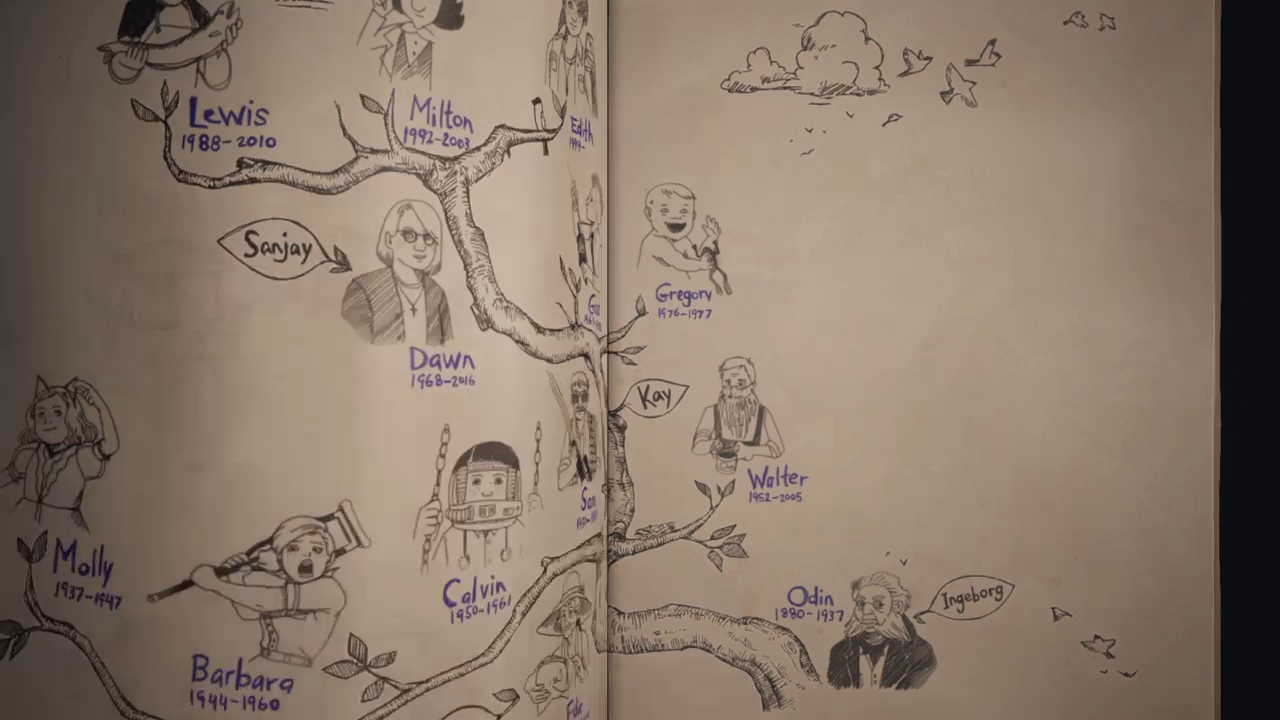 Lewis
1988-2010
Milton
1992-2003
Edith
1999-
Sanjay
Dawn
1968-2016
Gregory
1976-1977
Kay
Walter
1952-2005
Molly
1937-1947
Calvin
1950-1961
Barbara
1944-1960
Odin
1880-1937
Ingeborg